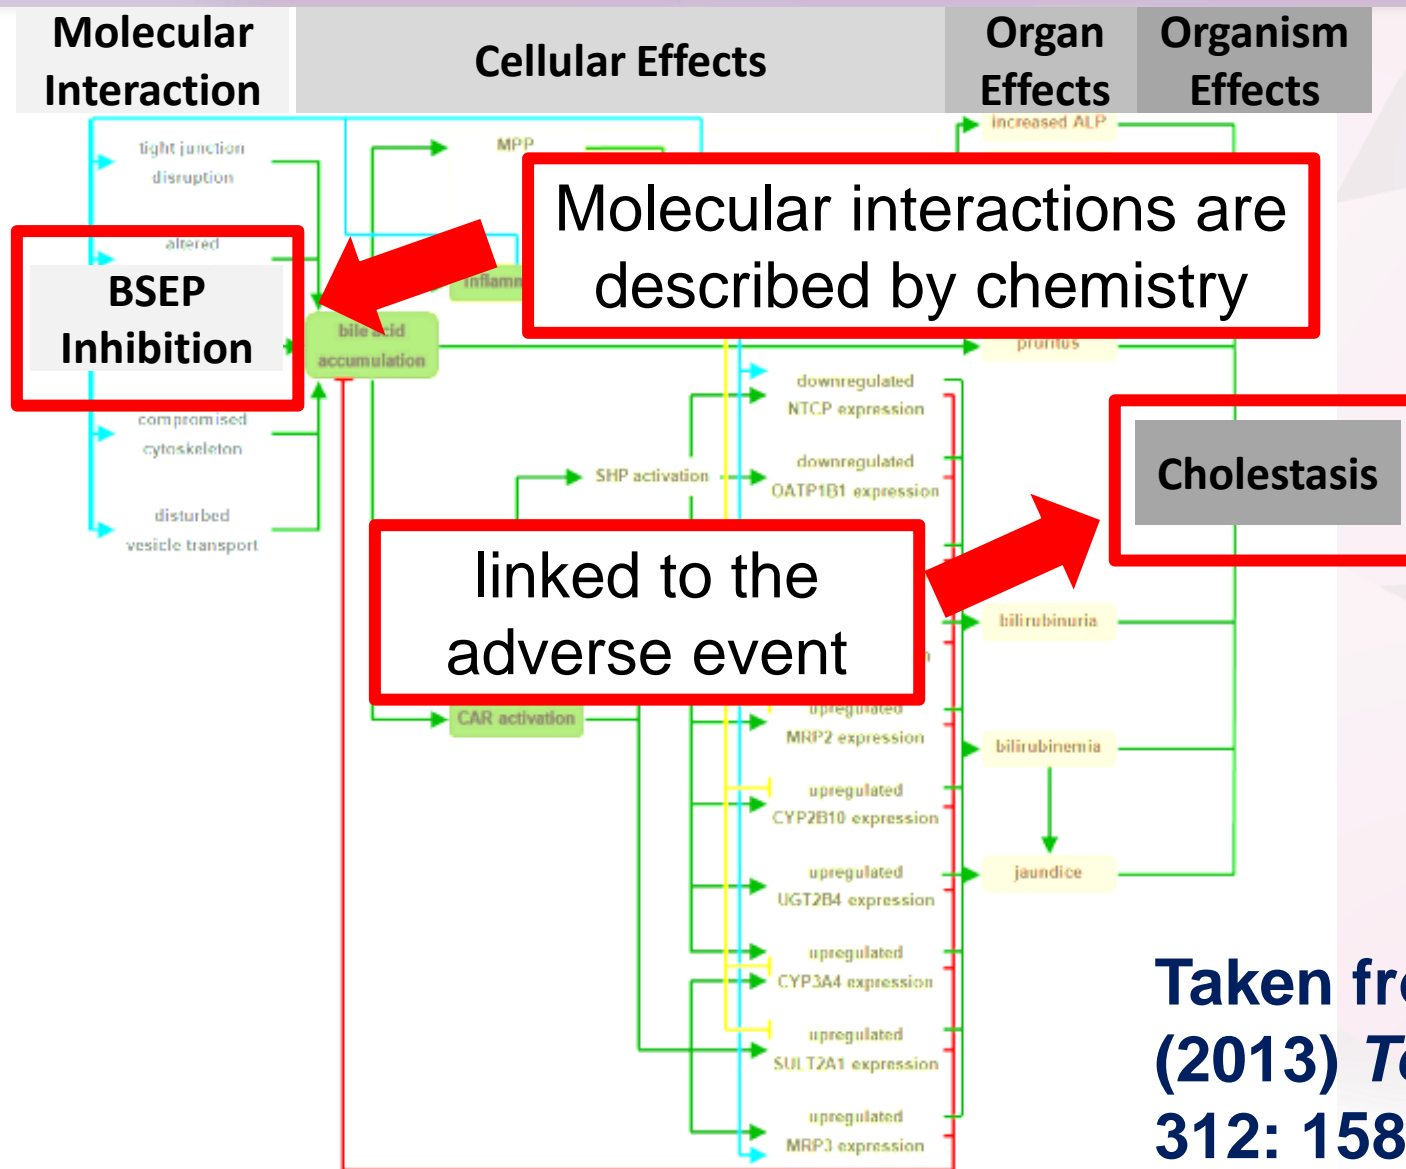 Molecular
Interaction
Cellular Effects
Organ
Effects
Organism
Effects
tight junction
disruption
altered
BSEP
Inhibition
compromised
cytoskeleton
disturbed
vesicle transport
MPP
bile acid
accumulation
Molecular interactions are
described by chemistry
SHP activation
linked to the
adverse event
CAR activation
downregulated
NTCP expression
downregulated
OATP1B1 expression
upregulated
MRP2 expression
upregulated
CYP2B10 expression
upregulated
UGT2B4 expression
upregulated
CYP3A4 expression
upregulated
SULT2A1 expression
upregulated
MRP3 expression
increased ALP
pruritus
bilirubinuria
bilirubinemia
jaundice
Cholestasis
Taken
(2013)
312: 158